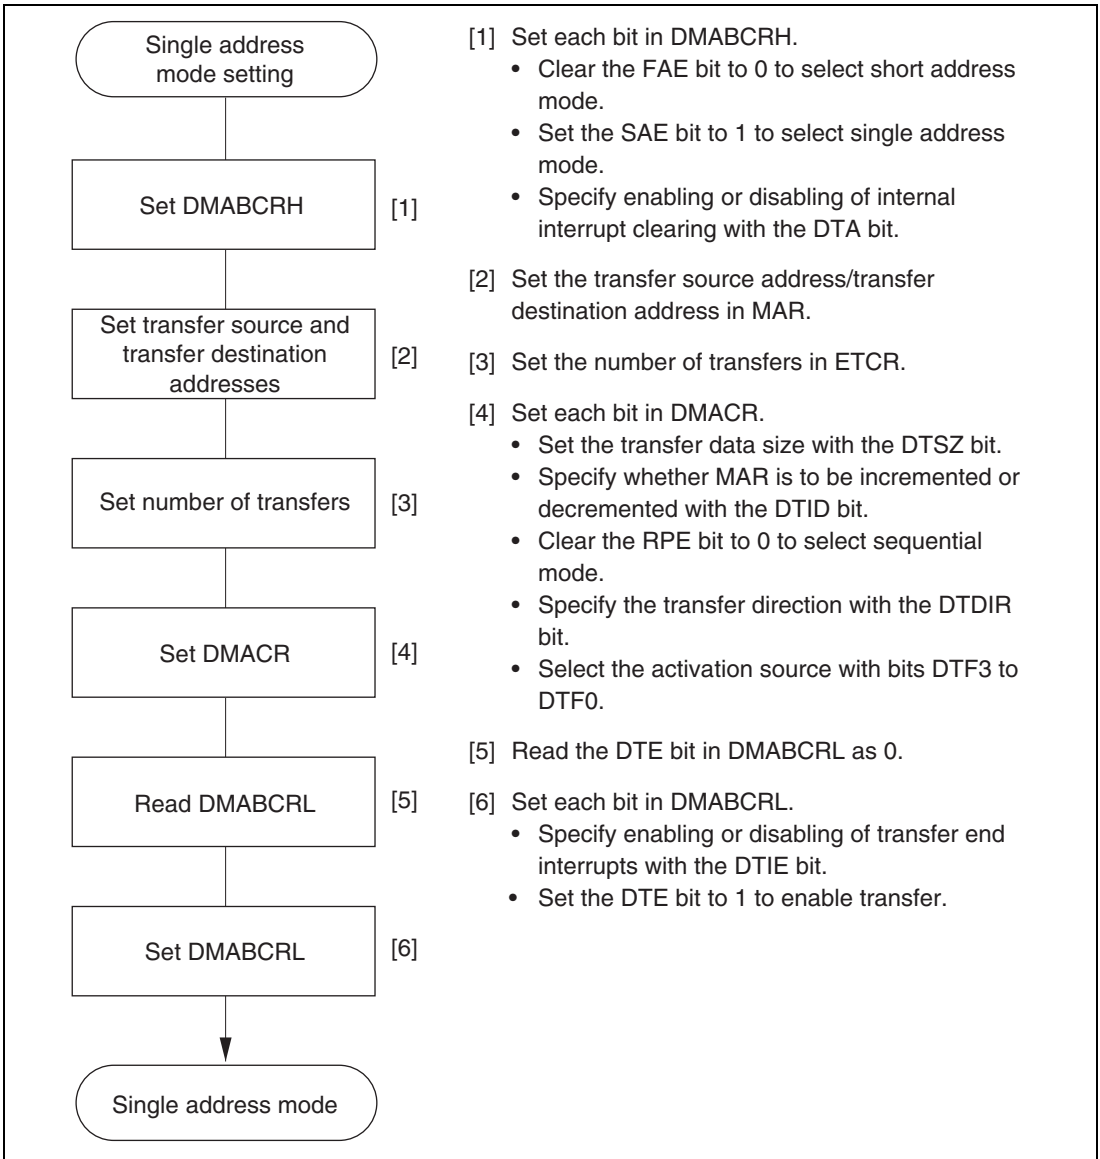 Single address
mode setting
Set DMABCRH
[1]
Set transfer source and
transfer destination
addresses
[2]
Set number of transfers
[3]
Set DMACR
[4]
Read DMABCRL
[5]
Set DMABCRL
[6]
Single address mode
[1] Set each bit in DMABCRH.
• Clear the FAE bit to 0 to select short address
mode.
• Set the SAE bit to 1 to select single address
mode.
• Specify enabling or disabling of internal
interrupt clearing with the DTA bit.
[2] Set the transfer source address/transfer
destination address in MAR.
[3] Set the number of transfers in ETCR.
[4] Set each bit in DMACR.
• Set the transfer data size with the DTSZ bit.
• Specify whether MAR is to be incremented or
decremented with the DTID bit.
• Clear the RPE bit to 0 to select sequential
mode.
• Specify the transfer direction with the DTDIR
bit.
• Select the activation source with bits DTF3 to
DTF0.
[5] Read the DTE bit in DMABCRL as 0.
[6] Set each bit in DMABCRL.
• Specify enabling or disabling of transfer end
interrupts with the DTIE bit.
• Set the DTE bit to 1 to enable transfer.